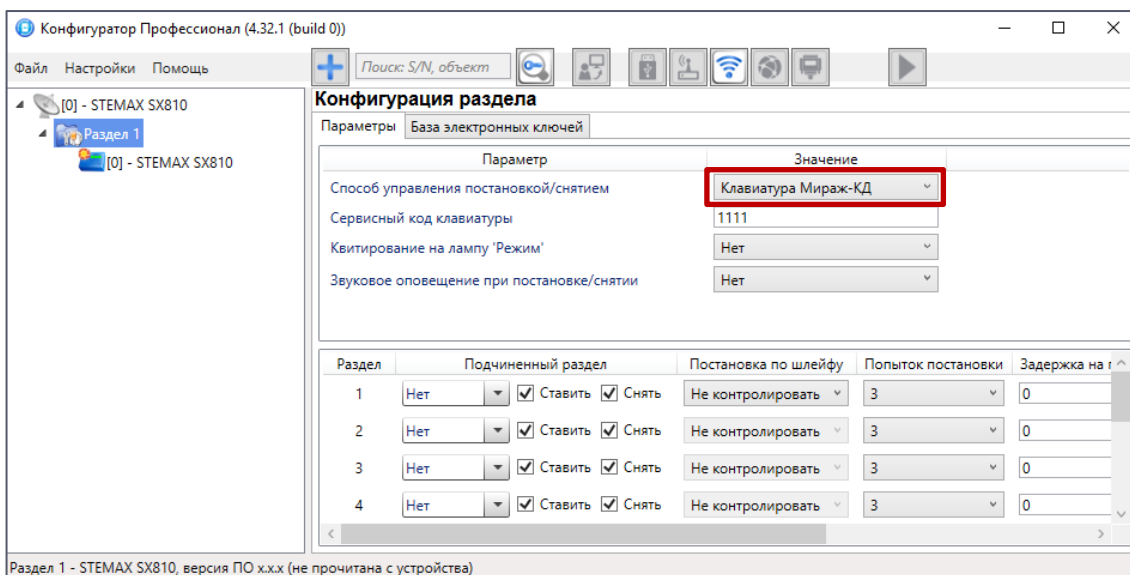 Конфигуратор Профессионал (4.32.1 (build 0))
Файл Настройки Помощь
Поиск: S/N, объект
[0] - STEMAX SX810
Раздел 1
[0] - STEMAX SX810
Конфигурация раздела
Параметры База электронных ключей
Параметр Значение
Способ управления постановкой/снятием Клавиатура Мираж-КД
Сервисный код клавиатуры 1111
Квитирование на лампу 'Режим' Нет
Звуковое оповещение при постановке/снятии Нет
Раздел Подчиненный раздел Постановка по шлейфу Попыток постановки Задержка на
1 Нет Ставить Снять Не контролировать 3 0
2 Нет Ставить Снять Не контролировать 3 0
3 Нет Ставить Снять Не контролировать 3 0
4 Нет Ставить Снять Не контролировать 3 0
Раздел 1 - STEMAX SX810, версия ПО x.x.x (не прочитана с устройства)